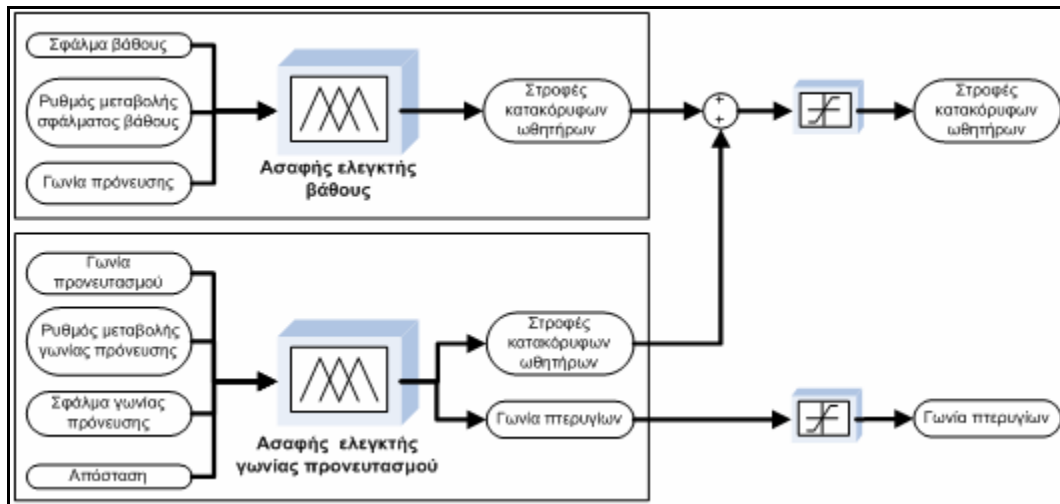 Σφάλμα βάθους
Ρυθμός μεταβολής
σφάλματος βάθους
Γωνία πρόνευσης
Ασαφής ελεγκτής
βάθους
Στροφές
κατακόρυφων
ωθητήρων
+
+
Στροφές
κατακόρυφων
ωθητήρων
Γωνία
προνευτασμού
Ρυθμός μεταβολής
γωνίας πρόνευσης
Σφάλμα γωνίας
πρόνευσης
Απόσταση
Ασαφής ελεγκτής
γωνίας προνευτασμού
Στροφές
κατακόρυφων
ωθητήρων
Γωνία πτερυγίων
Γωνία πτερυγίων